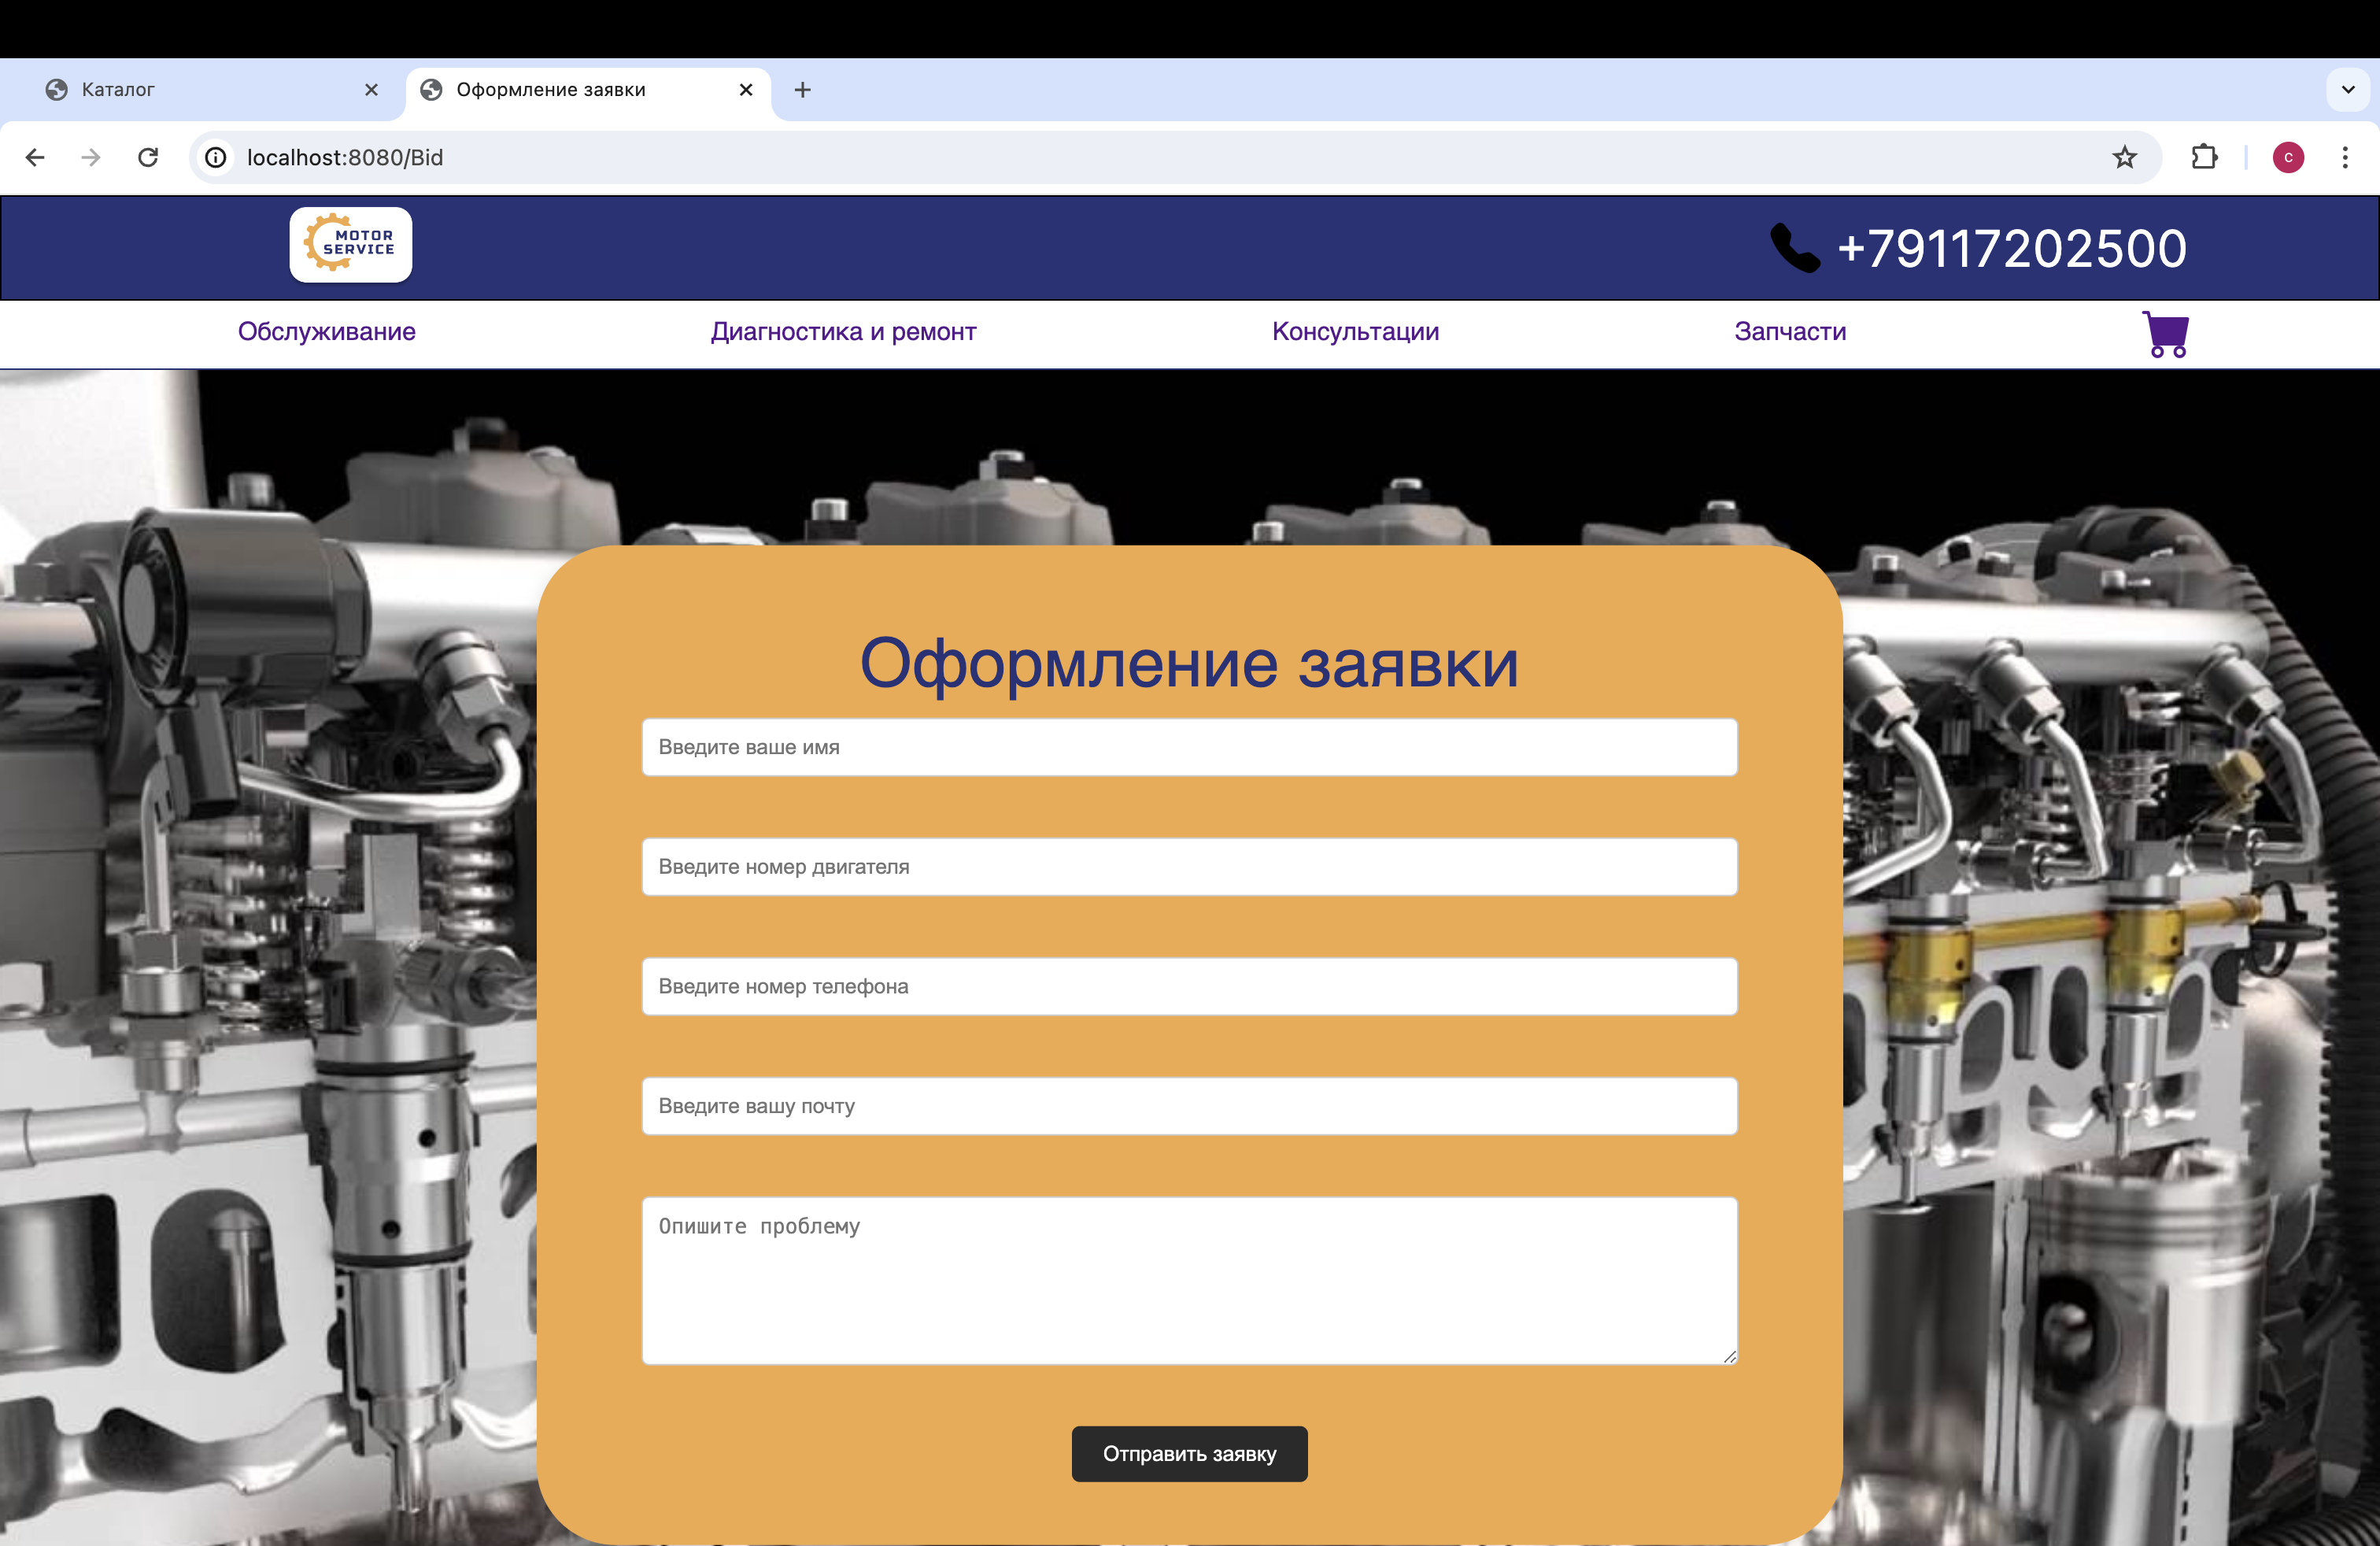 Каталог
Оформление заявки
localhost:8080/Bid
C
MOTOR
SERVICE
+79117202500
Обслуживание
Диагностика и ремонт
Консультации
Запчасти
Оформление заявки
Введите ваше имя
Введите номер двигателя
Введите номер телефона
Введите вашу почту
Опишите проблему
Отправить заявку